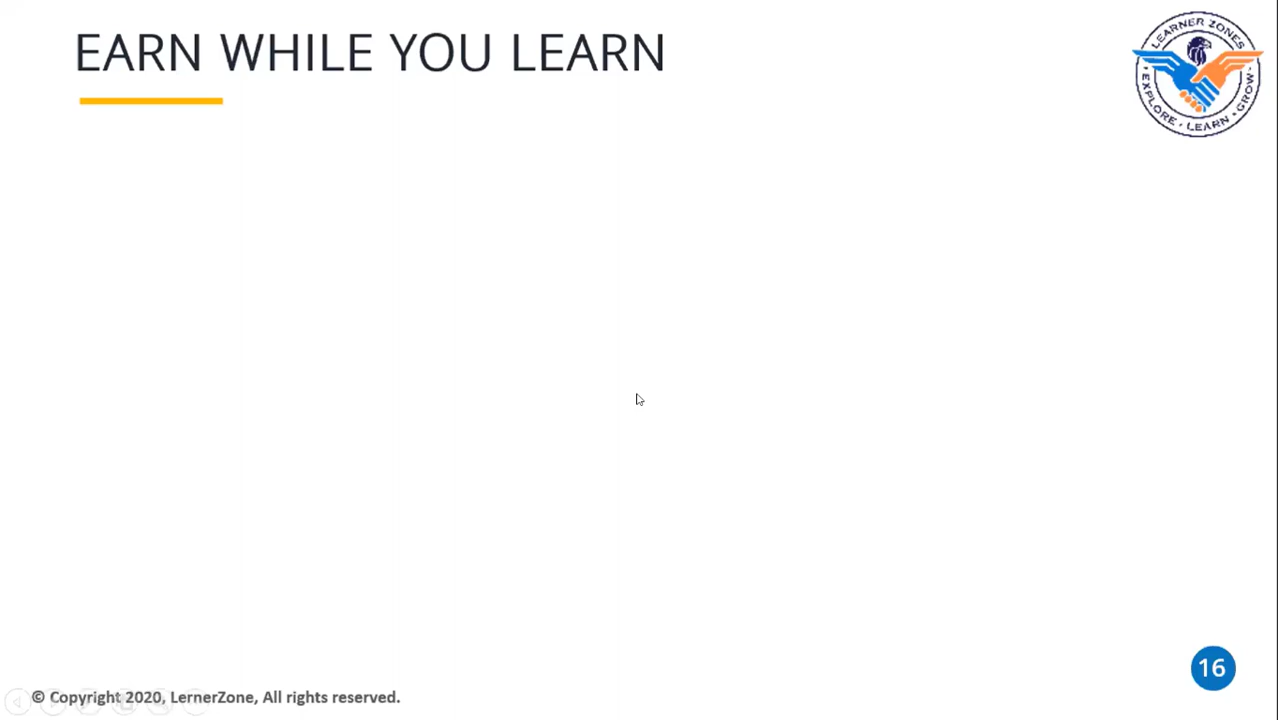 EARN WHILE YOU LEARN
LEARNER ZONES
• EXPLORE • LEARN • GROW •
16
© Copyright 2020, LernerZone, All rights reserved.